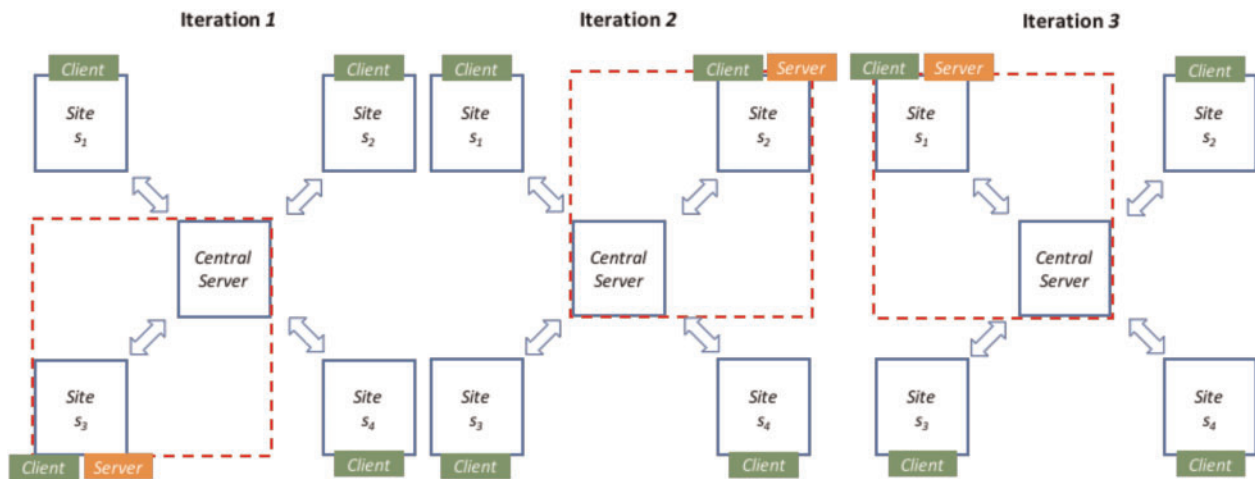 Iteration 1
Iteration 2
Iteration 3
Client
Client
Client
Client
Server
Client
Server
Client
Site
s1
Site
s2
Site
s1
Site
s2
Site
s1
Site
s2
Central
Server
Central
Server
Central
Server
Site
s3
Site
s4
Site
s3
Site
s4
Site
s3
Site
s4
Client
Server
Client
Client
Client
Client
Client